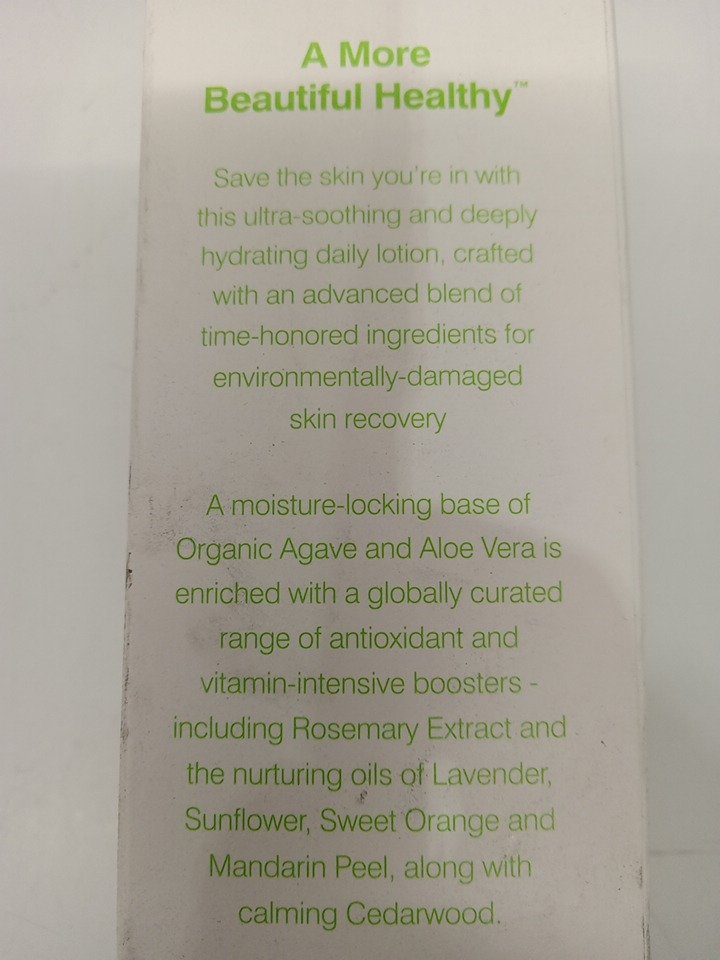 A More
Beautiful Healthy™
Save the skin you're in with
this ultra-soothing and deeply
hydrating daily lotion, crafted
with an advanced blend of
time-honored ingredients for
environmentally-damaged
skin recovery
A moisture-locking base of
Organic Agave and Aloe Vera is
enriched with a globally curated
range of antioxidant and
vitamin-intensive boosters -
including Rosemary Extract and
the nurturing oils of Lavender,
Sunflower, Sweet Orange and
Mandarin Peel, along with
calming Cedarwood.